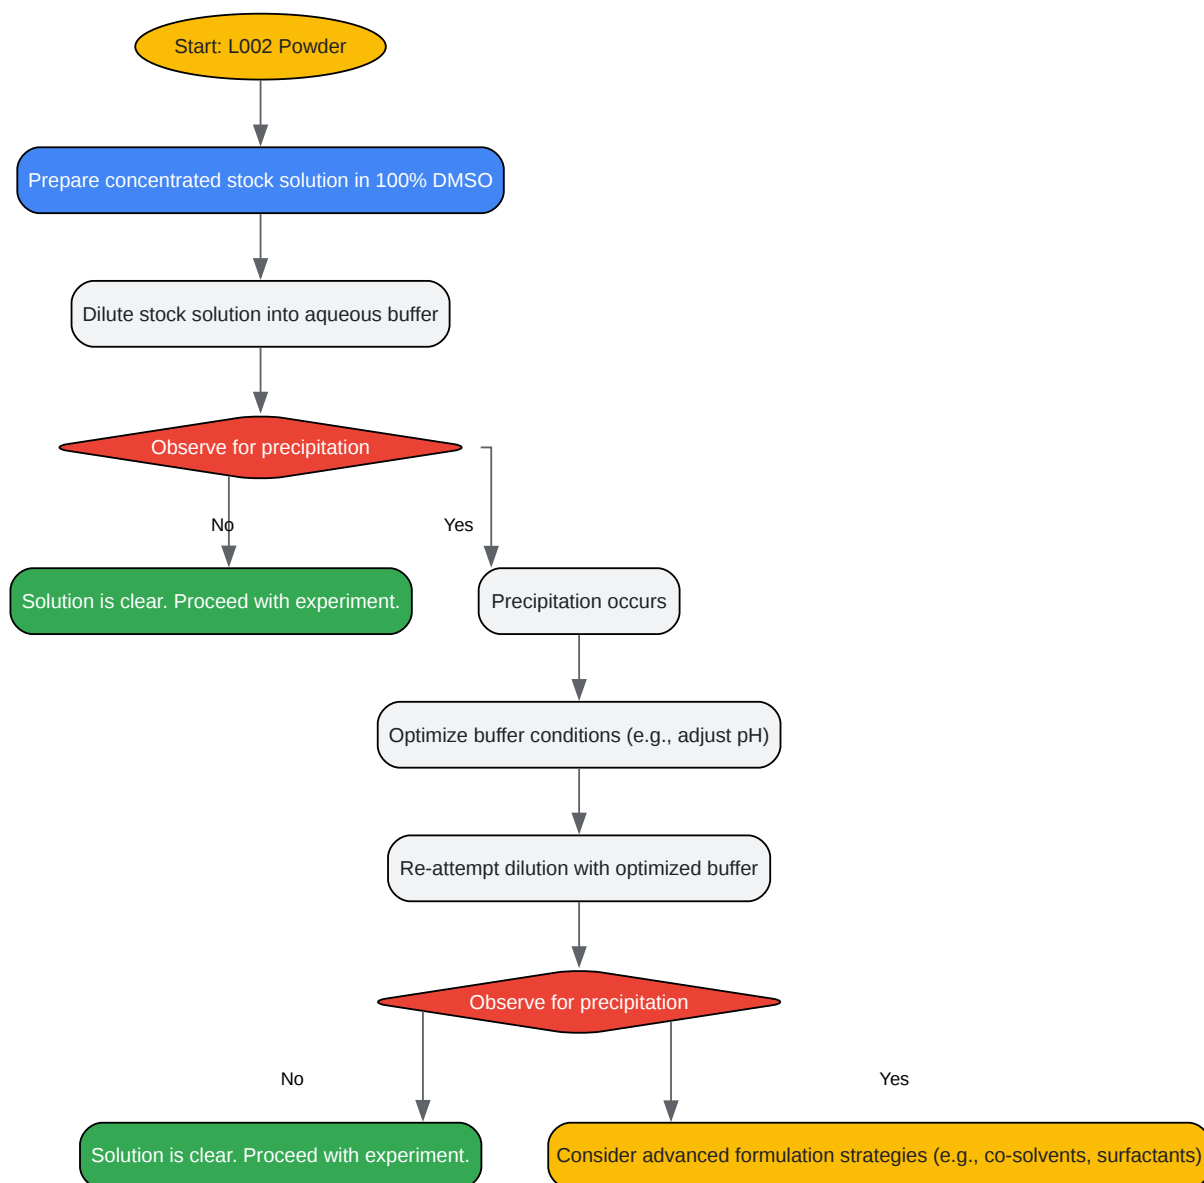 Start: L002 Powder
Prepare concentrated stock solution in 100% DMSO
Dilute stock solution into aqueous buffer
Observe for precipitation
No
Yes
Solution is clear. Proceed with experiment.
Precipitation occurs
Optimize buffer conditions (e.g., adjust pH)
Re-attempt dilution with optimized buffer
Observe for precipitation
No
Yes
Solution is clear. Proceed with experiment.
Consider advanced formulation strategies (e.g., co-solvents, surfactants)